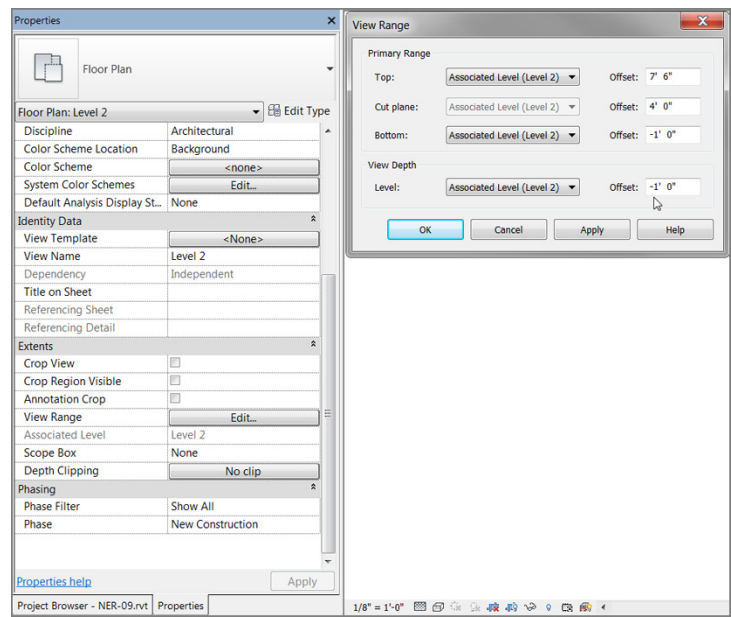 Properties
Floor Plan
Floor Plan: Level 2 Edit Type
Discipline Architectural
Color Scheme Location Background
Color Scheme <none>
System Color Schemes Edit...
Default Analysis Display St... None
Identity Data
View Template <None>
View Name Level 2
Dependency Independent
Title on Sheet
Referencing Sheet
Referencing Detail
Extents
Crop View
Crop Region Visible
Annotation Crop
View Range Edit...
Associated Level Level 2
Scope Box None
Depth Clipping No clip
Phasing
Phase Filter Show All
Phase New Construction
Properties help Apply
Project Browser - NER-09.rvt Properties
View Range
Primary Range
Top: Associated Level (Level 2) Offset: 7' 6"
Cut plane: Associated Level (Level 2) Offset: 4' 0"
Bottom: Associated Level (Level 2) Offset: -1' 0"
View Depth
Level: Associated Level (Level 2) Offset: -1' 0"
OK Cancel Apply Help
1/8" = 1'-0"